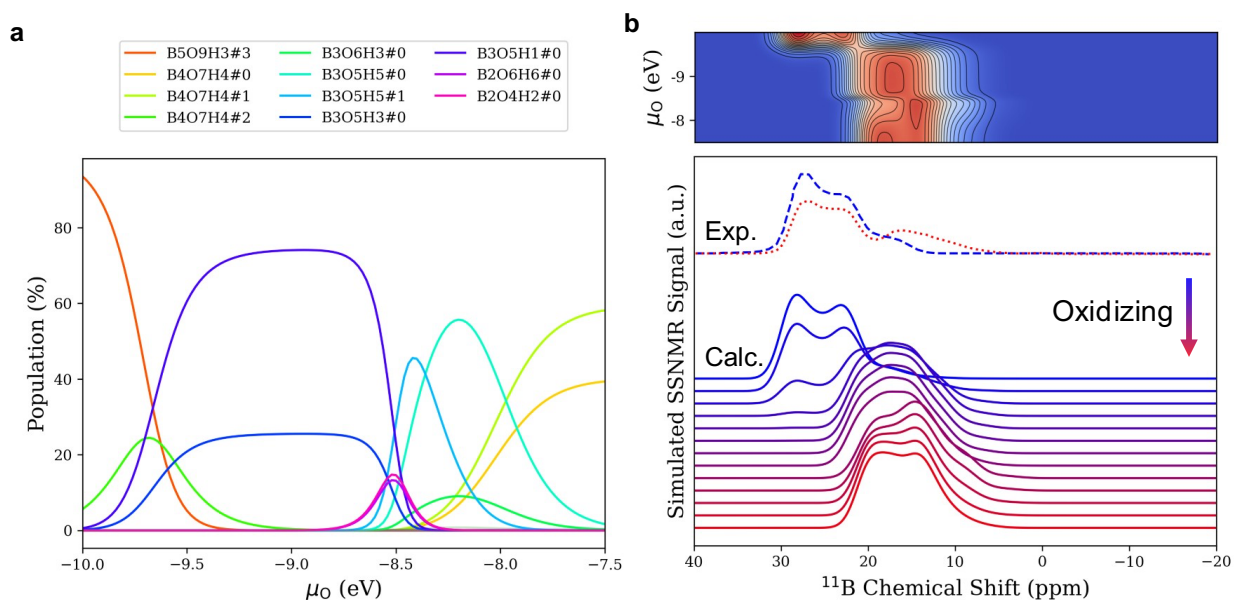 a
B5O9H3#3
B4O7H4#0
B4O7H4#1
B4O7H4#2
B3O6H3#0
B3O5H5#0
B3O5H5#1
B3O5H3#0
B3O5H1#0
B2O6H6#0
B2O4H2#0
Population (%)
80
60
40
20
0
−10.0 −9.5 −9.0 −8.5 −8.0 −7.5
μO (eV)
b
μO (eV)
-9
-8
Simulated SSNMR Signal (a.u.)
Exp.
Oxidizing
Calc.
40 30 20 10 0 −10 −20
11B Chemical Shift (ppm)